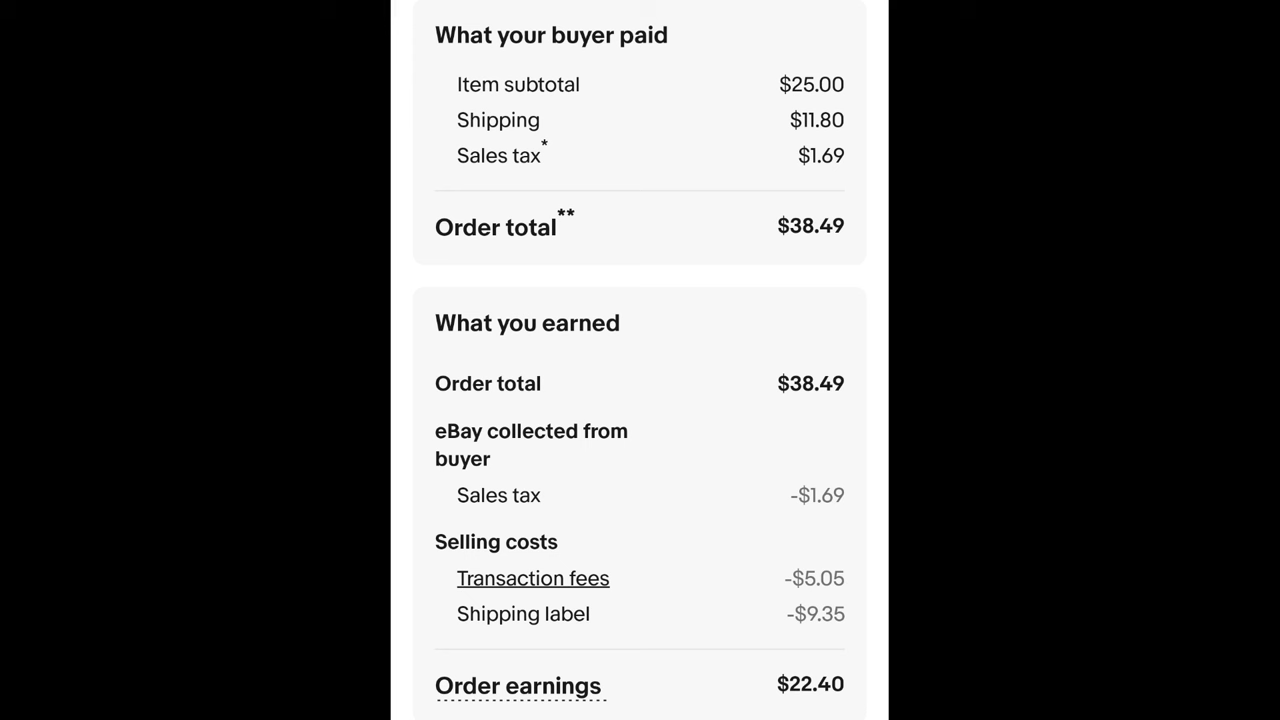 What your buyer paid
Item subtotal $25.00
Shipping $11.80
Sales tax* $1.69
Order total** $38.49
What you earned
Order total $38.49
eBay collected from
buyer
Sales tax -$1.69
Selling costs
Transaction fees -$5.05
Shipping label -$9.35
Order earnings $22.40